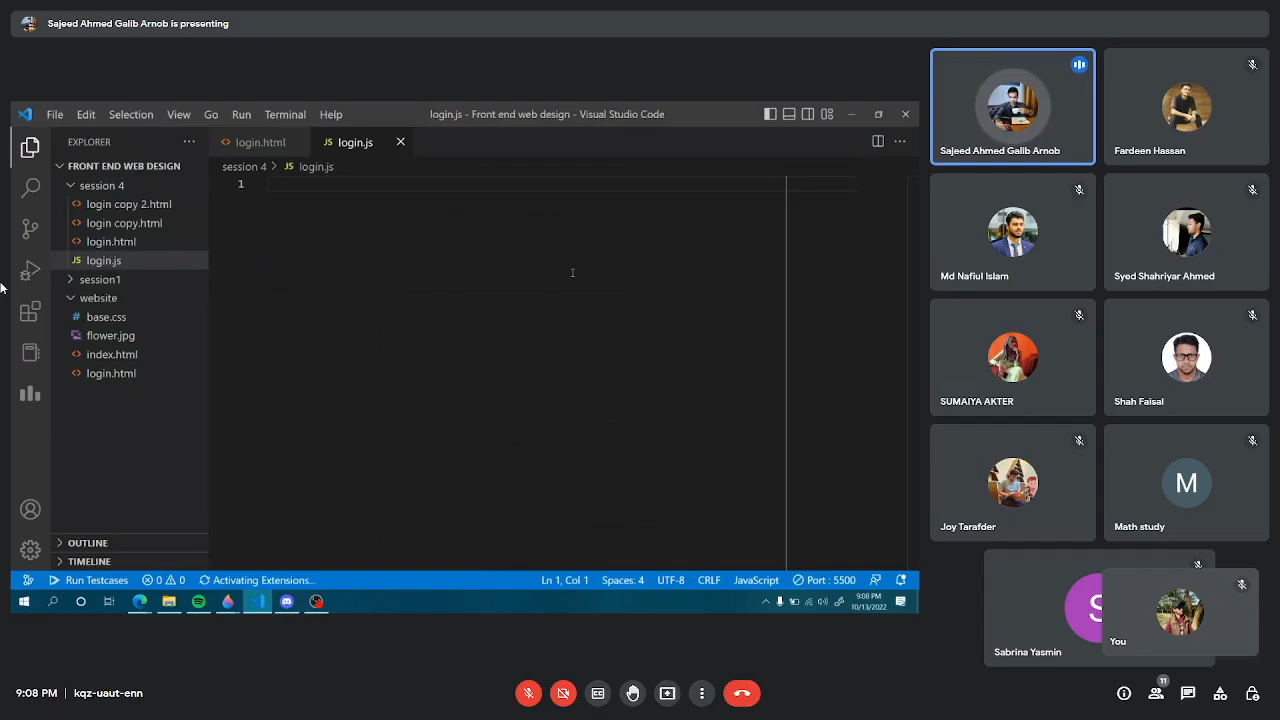 Sajeed Ahmed Galib Arnob is presenting
File Edit Selection View Go Run Terminal Help
login.js - Front end web design - Visual Studio Code
EXPLORER
FRONT END WEB DESIGN
session 4
login copy 2.html
login copy.html
login.html
login.js
session1
website
base.css
flower.jpg
index.html
login.html
OUTLINE
TIMELINE
login.html
JS login.js
session 4 > JS login.js
1
Run Testcases 0 0 Activating Extensions...
Ln 1, Col 1 Spaces: 4 UTF-8 CRLF JavaScript Port : 5500
9:08 PM
10/13/2022
Sajeed Ahmed Galib Arnob
Fardeen Hassan
Md Nafiul Islam
Syed Shahriyar Ahmed
SUMAIYA AKTER
Shah Faisal
Joy Tarafder
M
Math study
S
Sabrina Yasmin
You
9:08 PM | kqz-uaut-enn
11